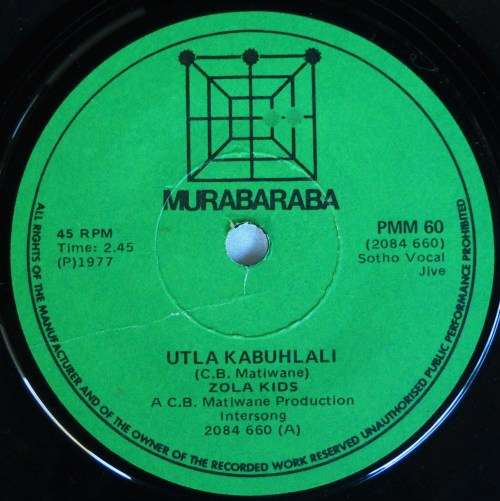 MURABARABA
45 RPM
Time: 2.45
(P)1977
PMM 60
(2084 660)
Sotho Vocal
Jive
UTLA KABUHLALI
(C.B. Matiwane)
ZOLA KIDS
A C.B. Matiwane Production
Intersong
2084 660 (A)
ALL RIGHTS OF THE MANUFACTURER AND OF THE OWNER OF THE RECORDED WORK RESERVED UNAUTHORISED PUBLIC PERFORMANCE PROHIBITED